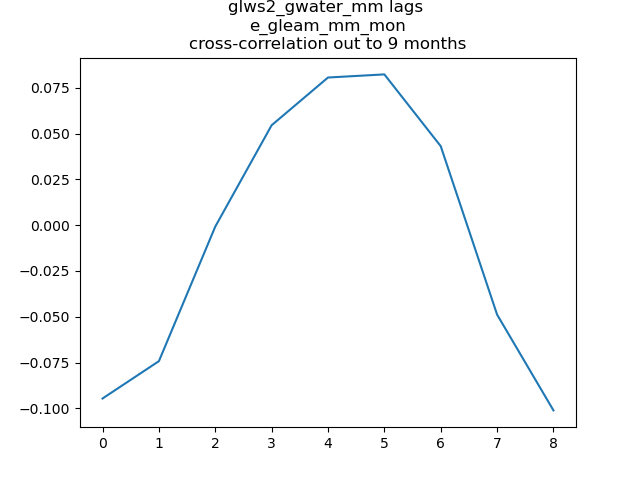 glws2_gwater_mm lags
e_gleam_mm_mon
cross-correlation out to 9 months
0.075
0.050
0.025
0.000
−0.025
−0.050
−0.075
−0.100
0 1 2 3 4 5 6 7 8